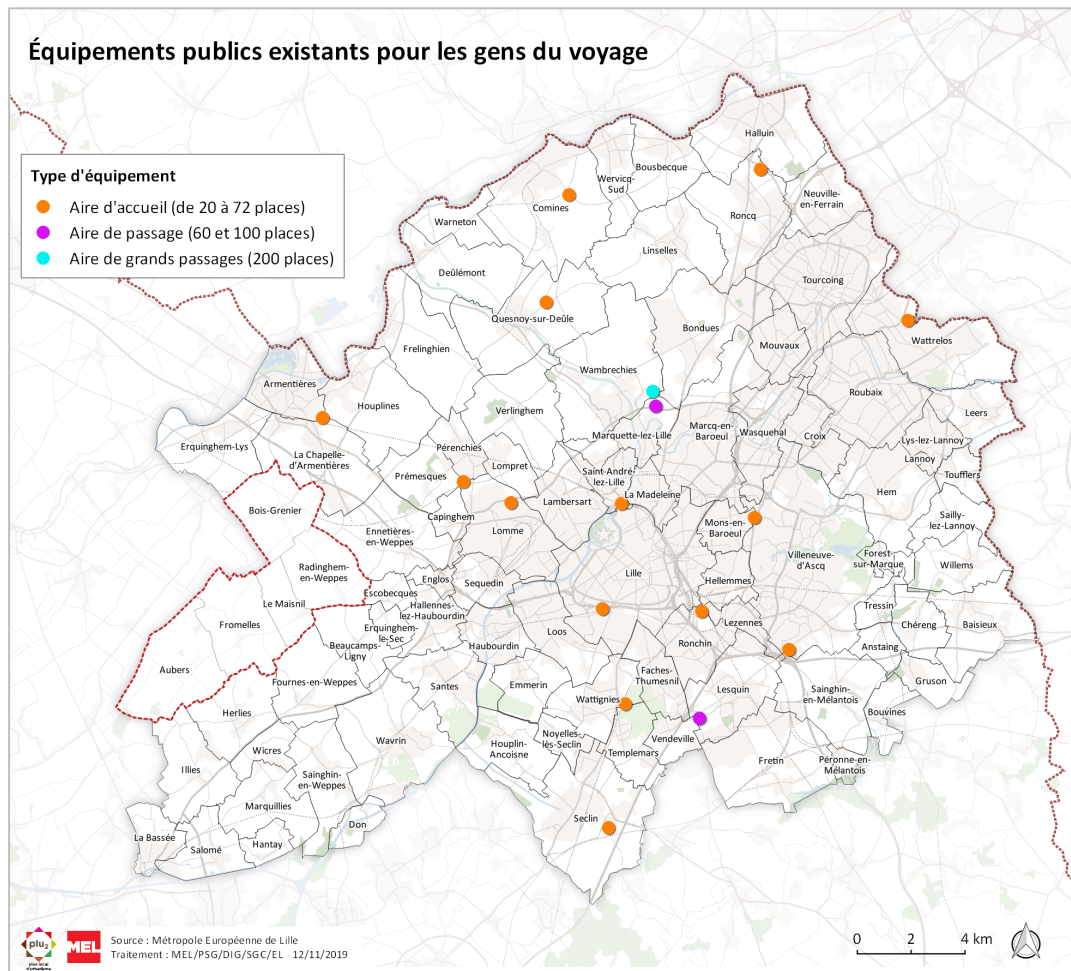 Équipements publics existants pour les gens du voyage
Type d'équipement
Aire d'accueil (de 20 à 72 places)
Aire de passage (60 et 100 places)
Aire de grands passages (200 places)
Halluin
Bousbecque
Wervicq-
Sud
Comines
Neuville-
en-Ferrain
Roncq
Warneton
Linselles
Deûlémont
Tourcoing
Quesnoy-sur-Deûle
Bondues
Wattrelos
Mouvaux
Frelinghien
Wambrechies
Armentières
Roubaix
Houplines
Verlinghem
Leers
Marcq-en-
Baroeul
Wasquehal
Croix
Marquette-lez-Lille
Lys-lez-Lannoy
Erquinghem-Lys
Pérenchies
Lannoy
La Chapelle-
d'Armentières
Lompret
Prémesques
Saint-André-
lez-Lille
Toufflers
Hem
La Madeleine
Lambersart
Bois-Grenier
Capinghem
Sailly-
lez-Lannoy
Mons-en-
Baroeul
Ennetières-
en-Weppes
Lomme
Villeneuve-
d'Ascq
Forest-
sur-Marque
Willems
Radinghem-
en-Weppes
Lille
Englos
Sequedin
Hellemmes
Escobecques
Le Maisnil
Hallennes-
lez-Haubourdin
Tressin
Fromelles
Chéreng
Baisieux
Lezennes
Erquinghem-
le-Sec
Loos
Ronchin
Beaucamps-
Ligny
Haubourdin
Anstaing
Aubers
Faches-
Thumesnil
Fournes-en-Weppes
Gruson
Santes
Emmerin
Lesquin
Sainghin-
en-Mélantois
Wattignies
Herlies
Bouvines
Noyelles-
lès-Seclin
Vendeville
Wavrin
Houplin-
Ancoisne
Wicres
Templemars
Fretin
Péronne-en-
Mélantois
Illies
Sainghin-
en-Weppes
Marquillies
Seclin
Don
La Bassée
Salomé
Hantay
plu2
plan local
d'urbanisme
MEL
Source : Métropole Européenne de Lille
Traitement : MEL/PSG/DIG/SGC/EL - 12/11/2019
0 2 4 km